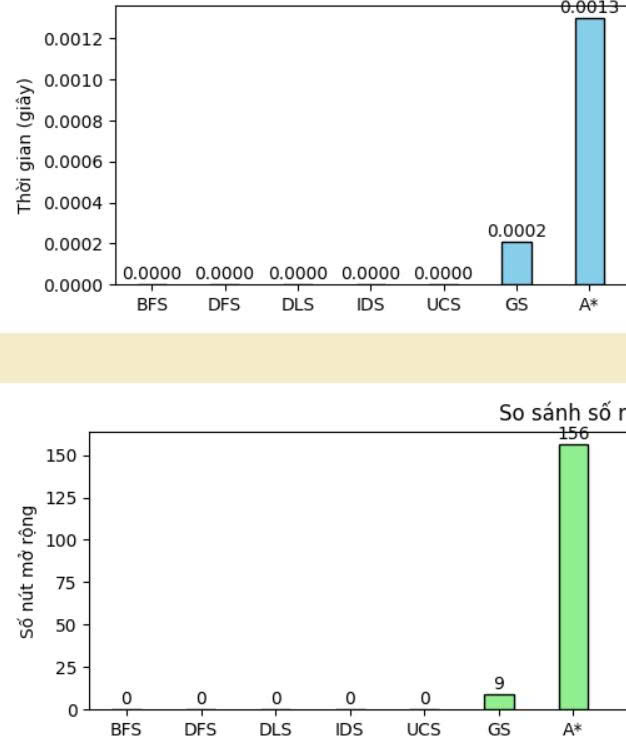 0.0013
0.0012
0.0010
0.0008
0.0006
0.0004
0.0002
0.0000
Thời gian (giây)
0.0000 0.0000 0.0000 0.0000 0.0000 0.0002
BFS DFS DLS IDS UCS GS A*
So sánh số
156
150
125
100
75
50
25
0
Số nút mở rộng
0 0 0 0 0 9
BFS DFS DLS IDS UCS GS A*